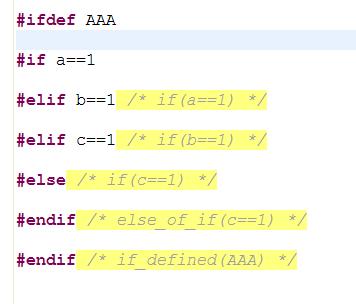 #ifdef AAA
#if a==1
#elif b==1 /* if(a==1) */
#elif c==1 /* if(b==1) */
#else /* if(c==1) */
#endif /* else_of_if(c==1) */
#endif /* if_defined(AAA) */